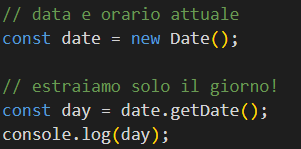 // data e orario attuale
const date = new Date();
// estraiamo solo il giorno!
const day = date.getDate();
console.log(day);